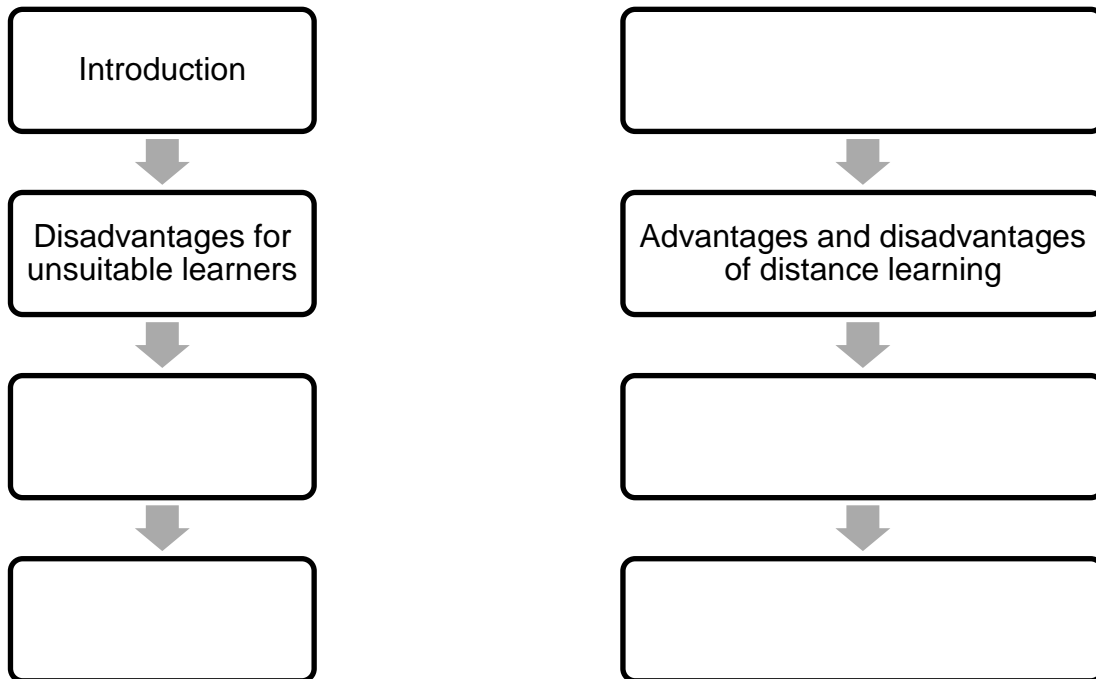 Introduction
Disadvantages for
unsuitable learners
Advantages and disadvantages
of distance learning